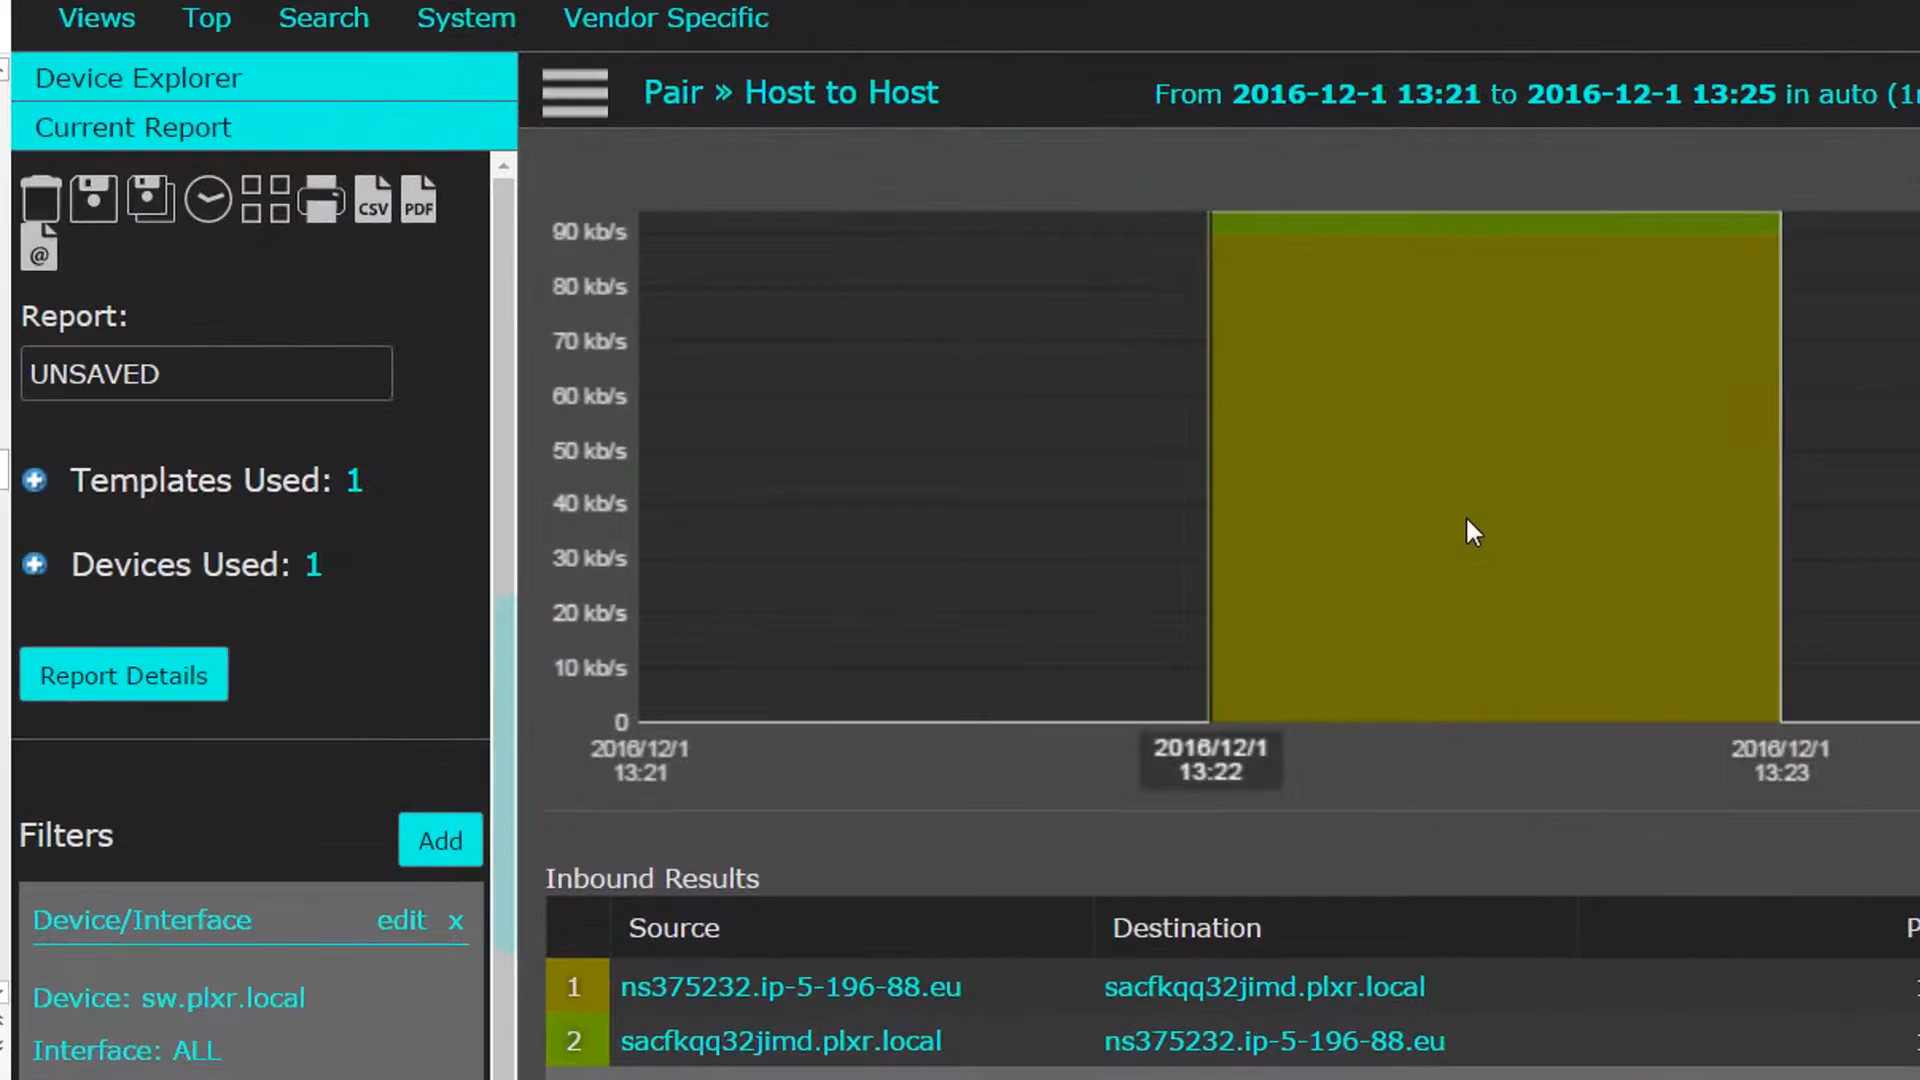 Views Top Search System Vendor Specific
Device Explorer
Current Report
CSV PDF
@
Report:
UNSAVED
Templates Used: 1
Devices Used: 1
Report Details
Filters Add
Device/Interface edit x
Device: sw.plxr.local
Interface: ALL
Pair » Host to Host From 2016-12-1 13:21 to 2016-12-1 13:25 in auto
90 kb/s
80 kb/s
70 kb/s
60 kb/s
50 kb/s
40 kb/s
30 kb/s
20 kb/s
10 kb/s
0
2016/12/1 2016/12/1 2016/12/1
13:21 13:22 13:23
Inbound Results
Source Destination
1 ns375232.ip-5-196-88.eu sacfkqq32jimd.plxr.local
2 sacfkqq32jimd.plxr.local ns375232.ip-5-196-88.eu